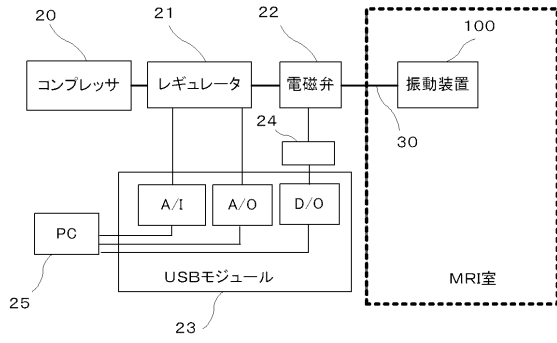 20
21
22
100
コンプレッサ
レギュレータ
電磁弁
振動装置
24
30
A/I
A/O
D/O
PC
USBモジュール
MRI室
25
23